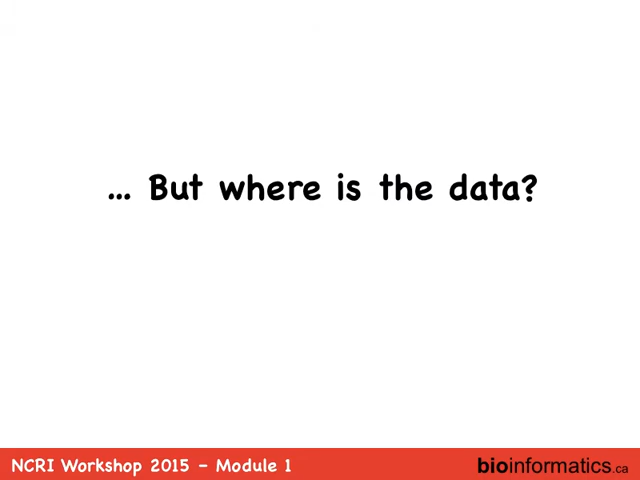 ... But where is the data?
NCRI Workshop 2015 – Module 1
bioinformatics.ca